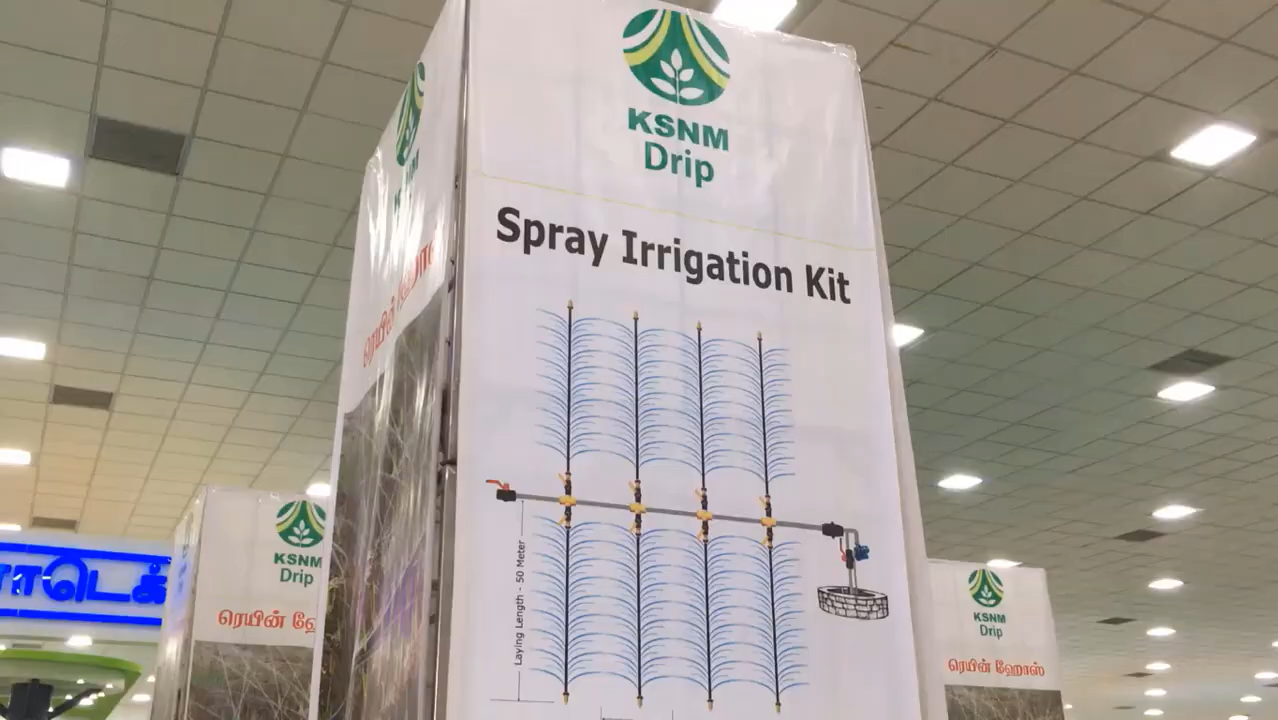 KSNM
Drip
Spray Irrigation Kit
Laying Length - 50 Meter
ரெயின்
KSNM
Drip
ரெயின் ஹோ
KSNM
Drip
ரெயின் ஹோஸ்